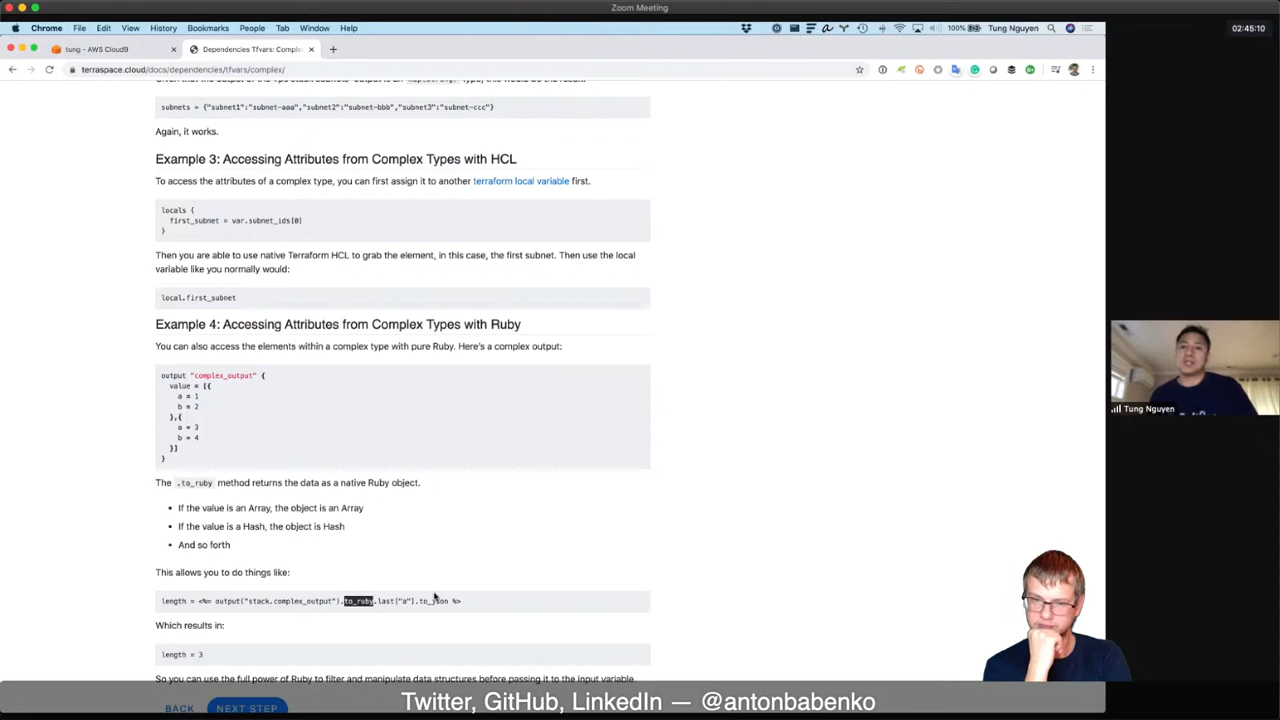 Zoom Meeting
Chrome File Edit View History Bookmarks People Tab Window Help
100% Tung Nguyen
02:45:10
tung - AWS Cloud9
Dependencies Tfvars: Comple
terraspace.cloud/docs/dependencies/tfvars/complex/
subnets = {"subnet1":"subnet-aaa","subnet2":"subnet-bbb","subnet3":"subnet-ccc"}
Again, it works.
Example 3: Accessing Attributes from Complex Types with HCL
To access the attributes of a complex type, you can first assign it to another terraform local variable first.
locals {
first_subnet = var.subnet_ids[0]
}
Then you are able to use native Terraform HCL to grab the element, in this case, the first subnet. Then use the local
variable like you normally would:
local.first_subnet
Example 4: Accessing Attributes from Complex Types with Ruby
You can also access the elements within a complex type with pure Ruby. Here's a complex output:
output "complex_output" {
value = [{
a = 1
b = 2
},{
a = 3
b = 4
}]
}
The .to_ruby method returns the data as a native Ruby object.
• If the value is an Array, the object is an Array
• If the value is a Hash, the object is Hash
• And so forth
This allows you to do things like:
length = <%= output("stack.complex_output").to_ruby.last["a"].to_json %>
Which results in:
length = 3
So you can use the full power of Ruby to filter and manipulate data structures before passing it to the input variable.
BACK NEXT STEP
Tung Nguyen
Twitter, GitHub, LinkedIn — @antonbabenko